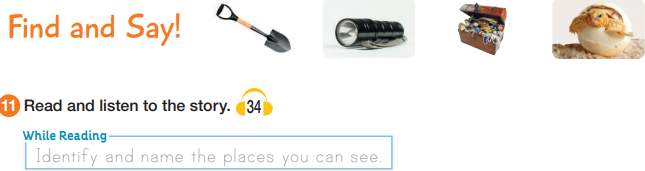 Find and Say!
11 Read and listen to the story. 34
While Reading
Identify and name the places you can see.